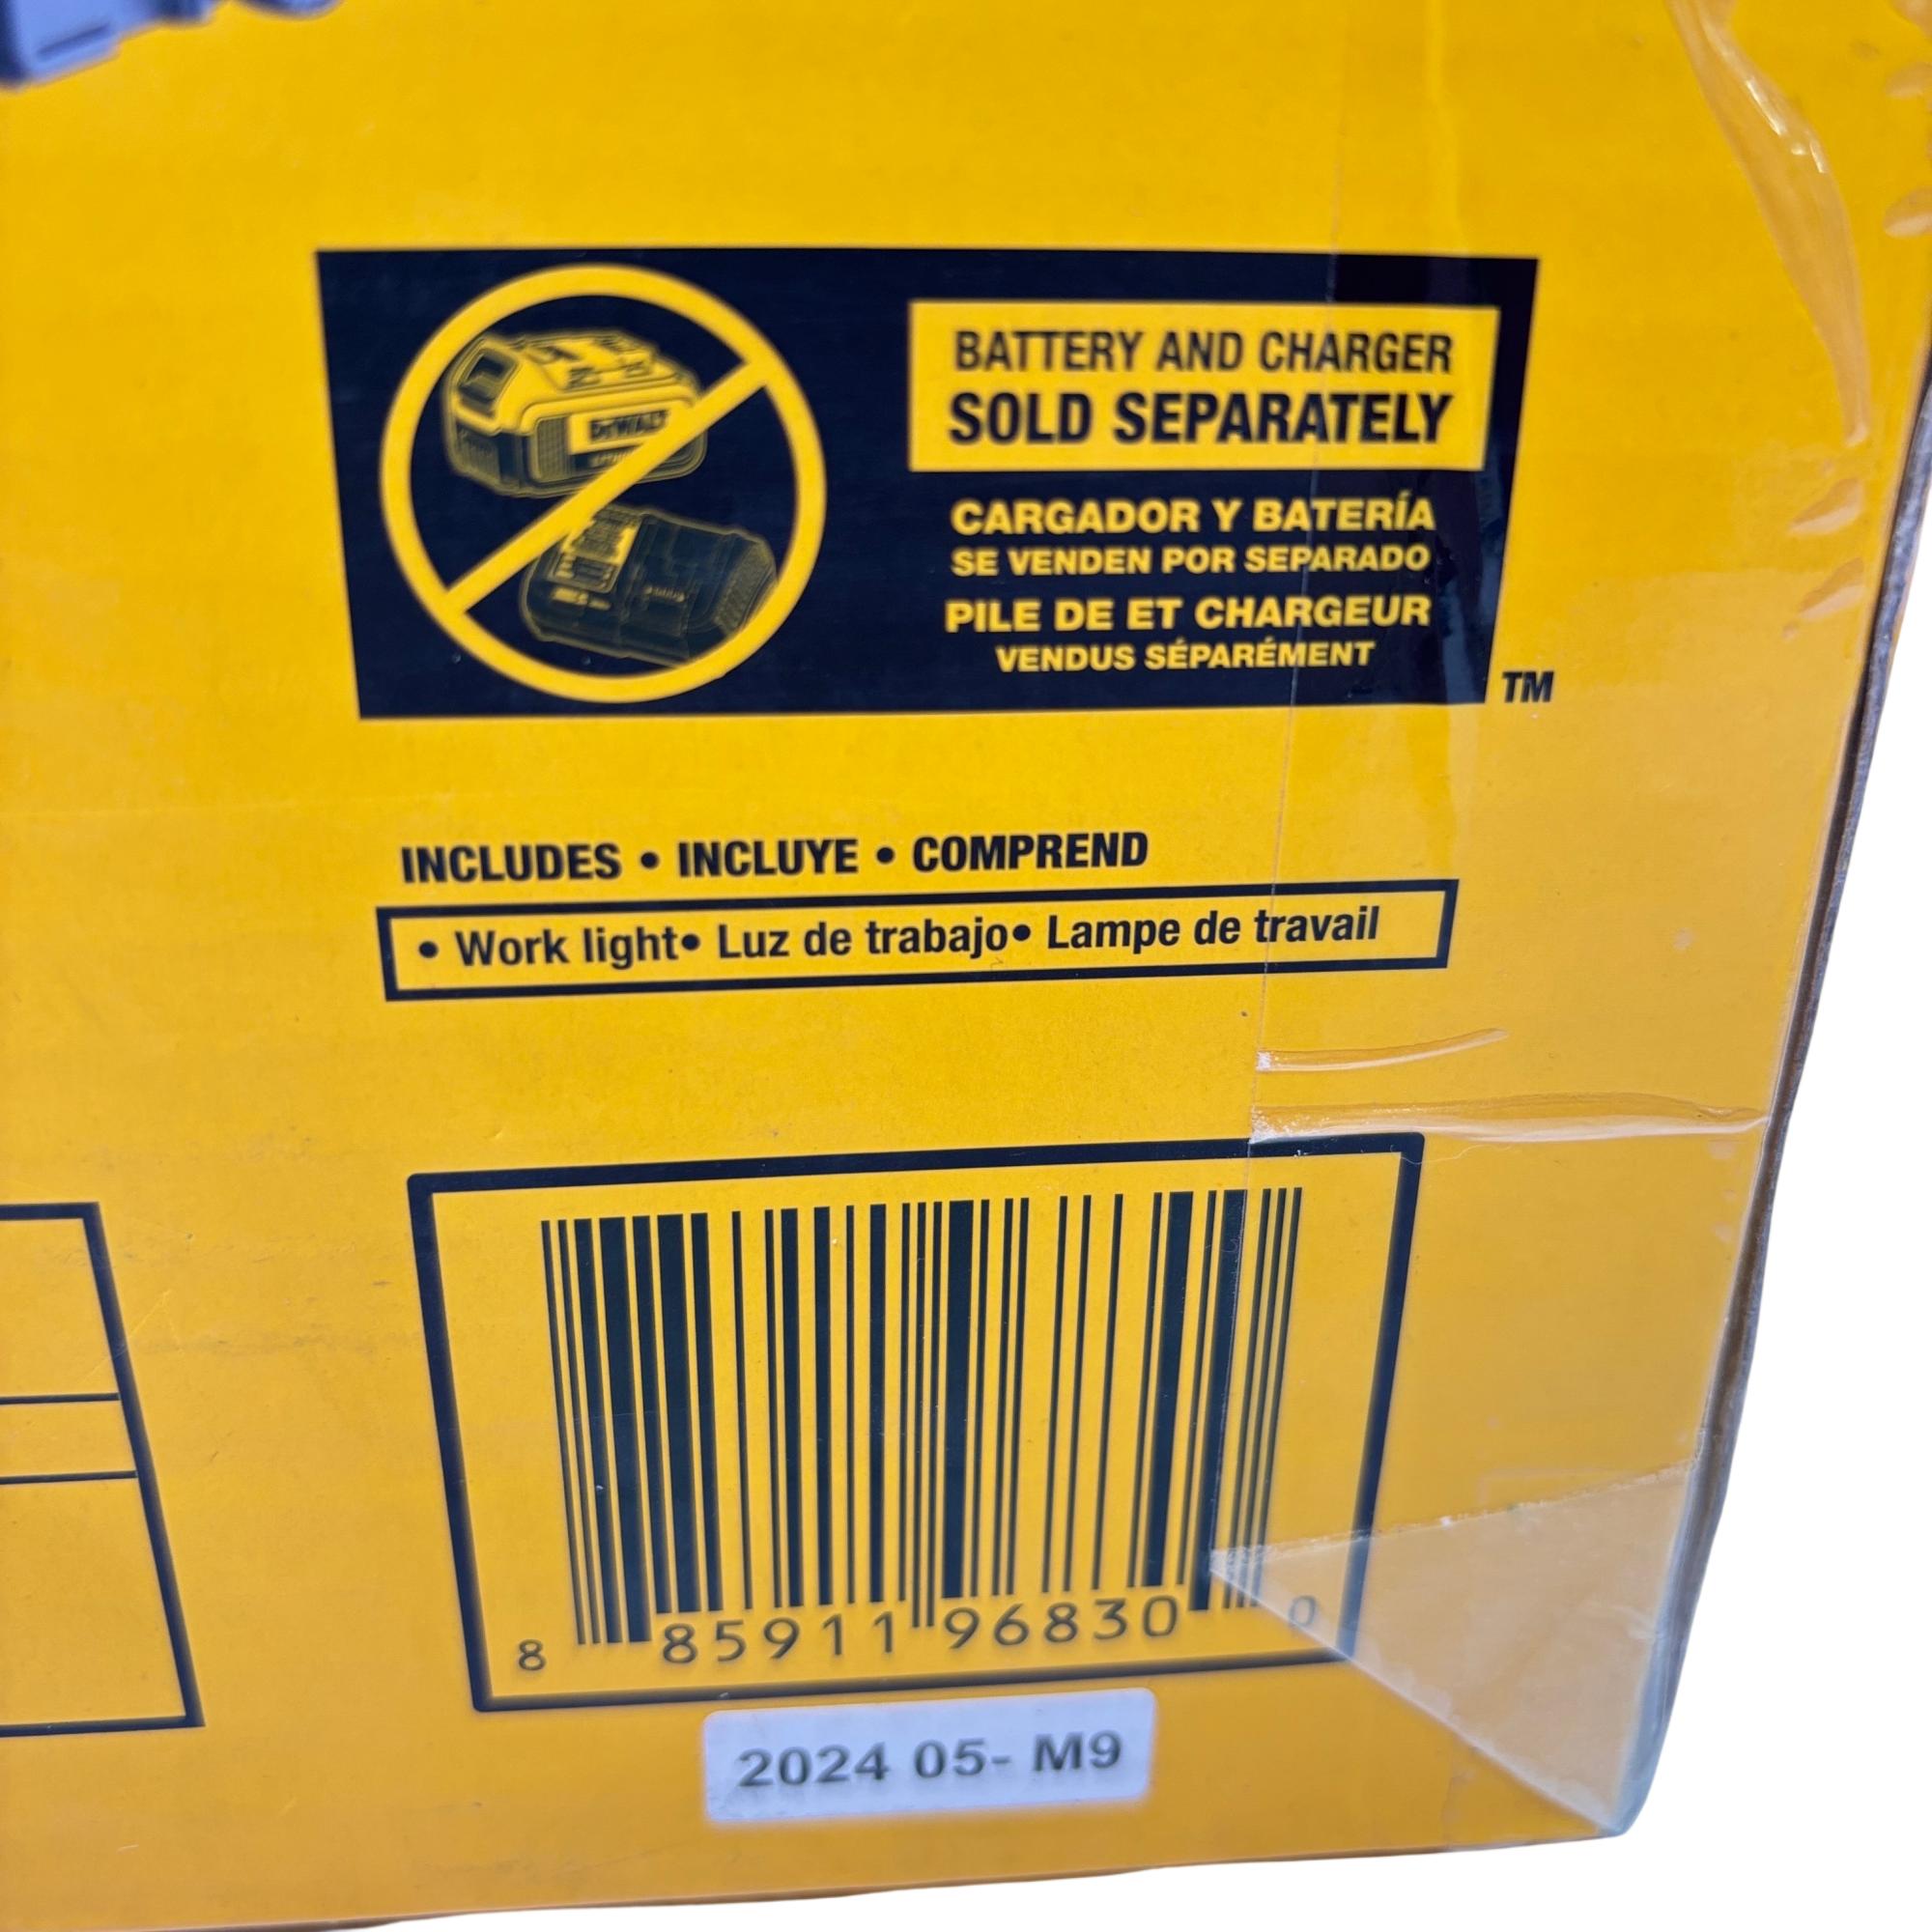 DEWALT
BATTERY AND CHARGER
SOLD SEPARATELY
CARGADOR Y BATERÍA
SE VENDEN POR SEPARADO
PILE DE ET CHARGEUR
VENDUS SÉPARÉMENT
TM
INCLUDES • INCLUYE • COMPREND
• Work light• Luz de trabajo• Lampe de travail
8 85911 96830 0
2024 05- M9